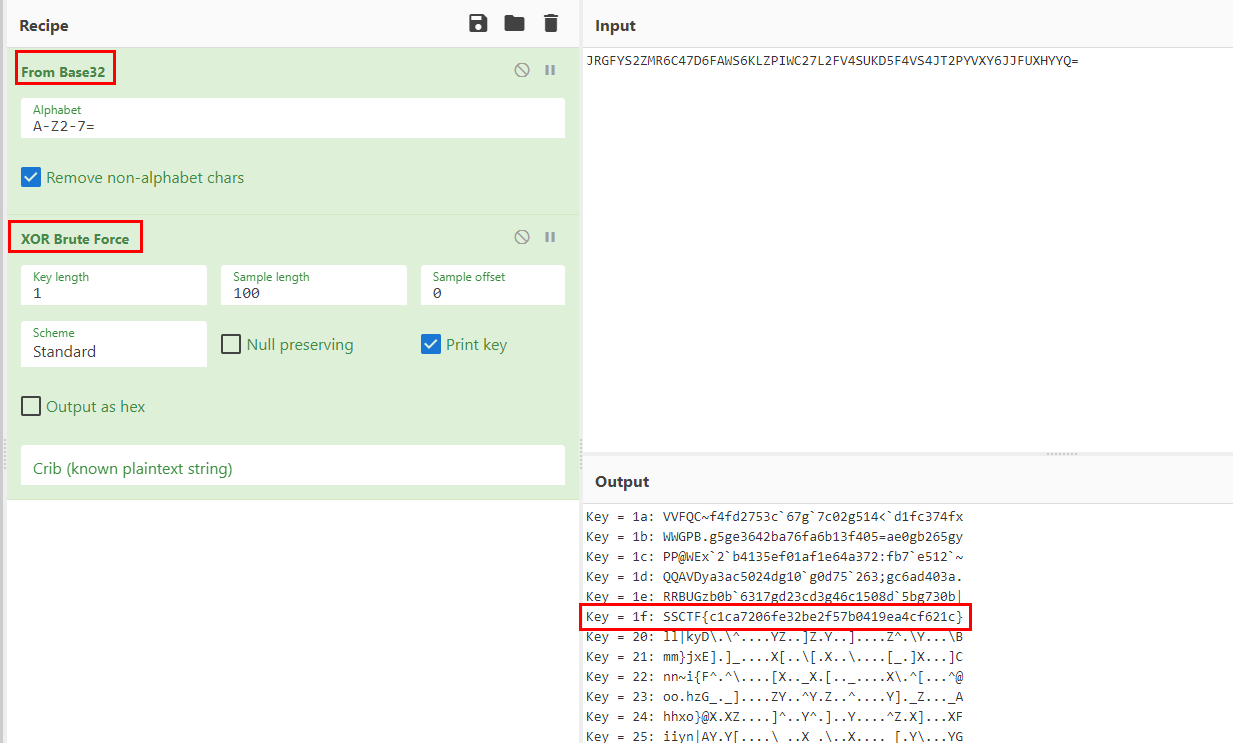 Recipe
From Base32
Alphabet
A-Z2-7=
Remove non-alphabet chars
XOR Brute Force
Key length
1
Sample length
100
Sample offset
0
Scheme
Standard
Null preserving
Print key
Output as hex
Crib (known plaintext string)
Input
JRGFYS2ZMR6C47D6FAWS6KLZPIWC27L2FV4SUKD5F4VS4JT2PYVXY6JJFUXHYYQ=
Output
Key = 1a: VVFQC~f4fd2753c`67g`7c02g514<`d1fc374fx
Key = 1b: WWGPB.g5ge3642ba76fa6b13f405=ae0gb265gy
Key = 1c: PP@WEx`2`b4135ef01af1e64a372:fb7`e512`~
Key = 1d: QQAVDya3ac5024dg10`g0d75`263;gc6ad403a.
Key = 1e: RRBUGzb0b`6317gd23cd3g46c1508d`5bg730b|
Key = 1f: SSCTF{c1ca7206fe32be2f57b0419ea4cf621c}
Key = 20: ll|kyD\.\^....YZ..]Z.Y..]....Z^.\Y...\B
Key = 21: mm}jxE].]_....X[..\[.X..\....[_.]X...]C
Key = 22: nn~i{F^.^\....[X.._X.[.._....X\.^[...^@
Key = 23: oo.hzG_._]....ZY..^Y.Z..^....Y]._Z..._A
Key = 24: hhxo}@X.XZ....]^..Y^.]..Y....^Z.X]...XF
Key = 25: iiyn|AY.Y[....\_..X_.\..X...._[.Y\...YG